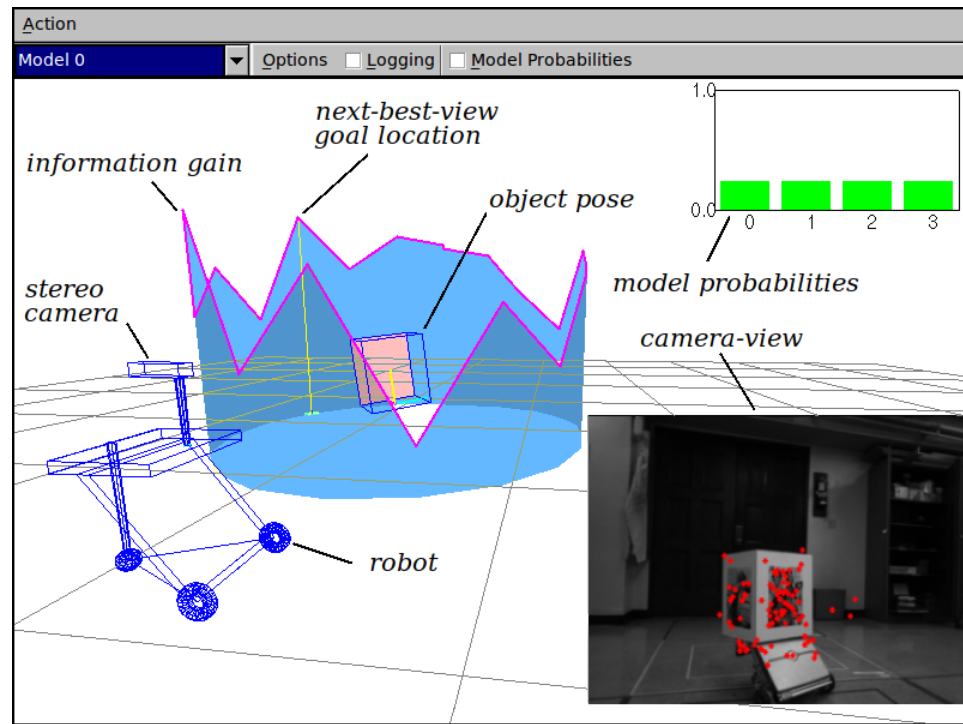 Action
Model 0 Options Logging Model Probabilities
next-best-view
goal location
information gain
object pose
stereo
camera
1.0
0.0
0 1 2 3
model probabilities
camera-view
robot